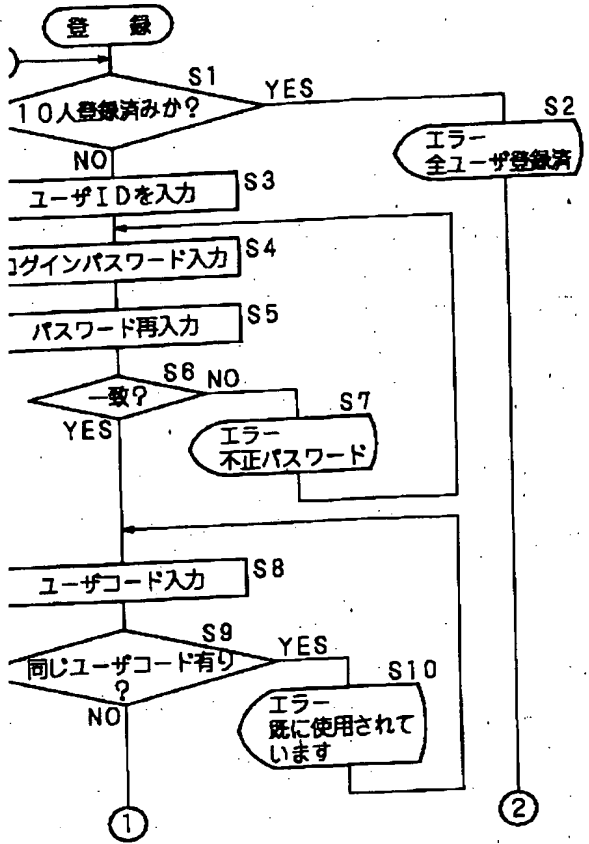 登 録
S1
YES
10人登録済みか?
S2
エラー
全ユーザ登録済
NO
ユーザIDを入力
S3
グインパスワード入力
S4
パスワード再入力
S5
S6
NO
一致?
S7
YES
エラー
不正パスワード
ユーザコード入力
S8
S9
YES
同じユーザコード有り
?
S10
NO
エラー
既に使用されて
います
1
2